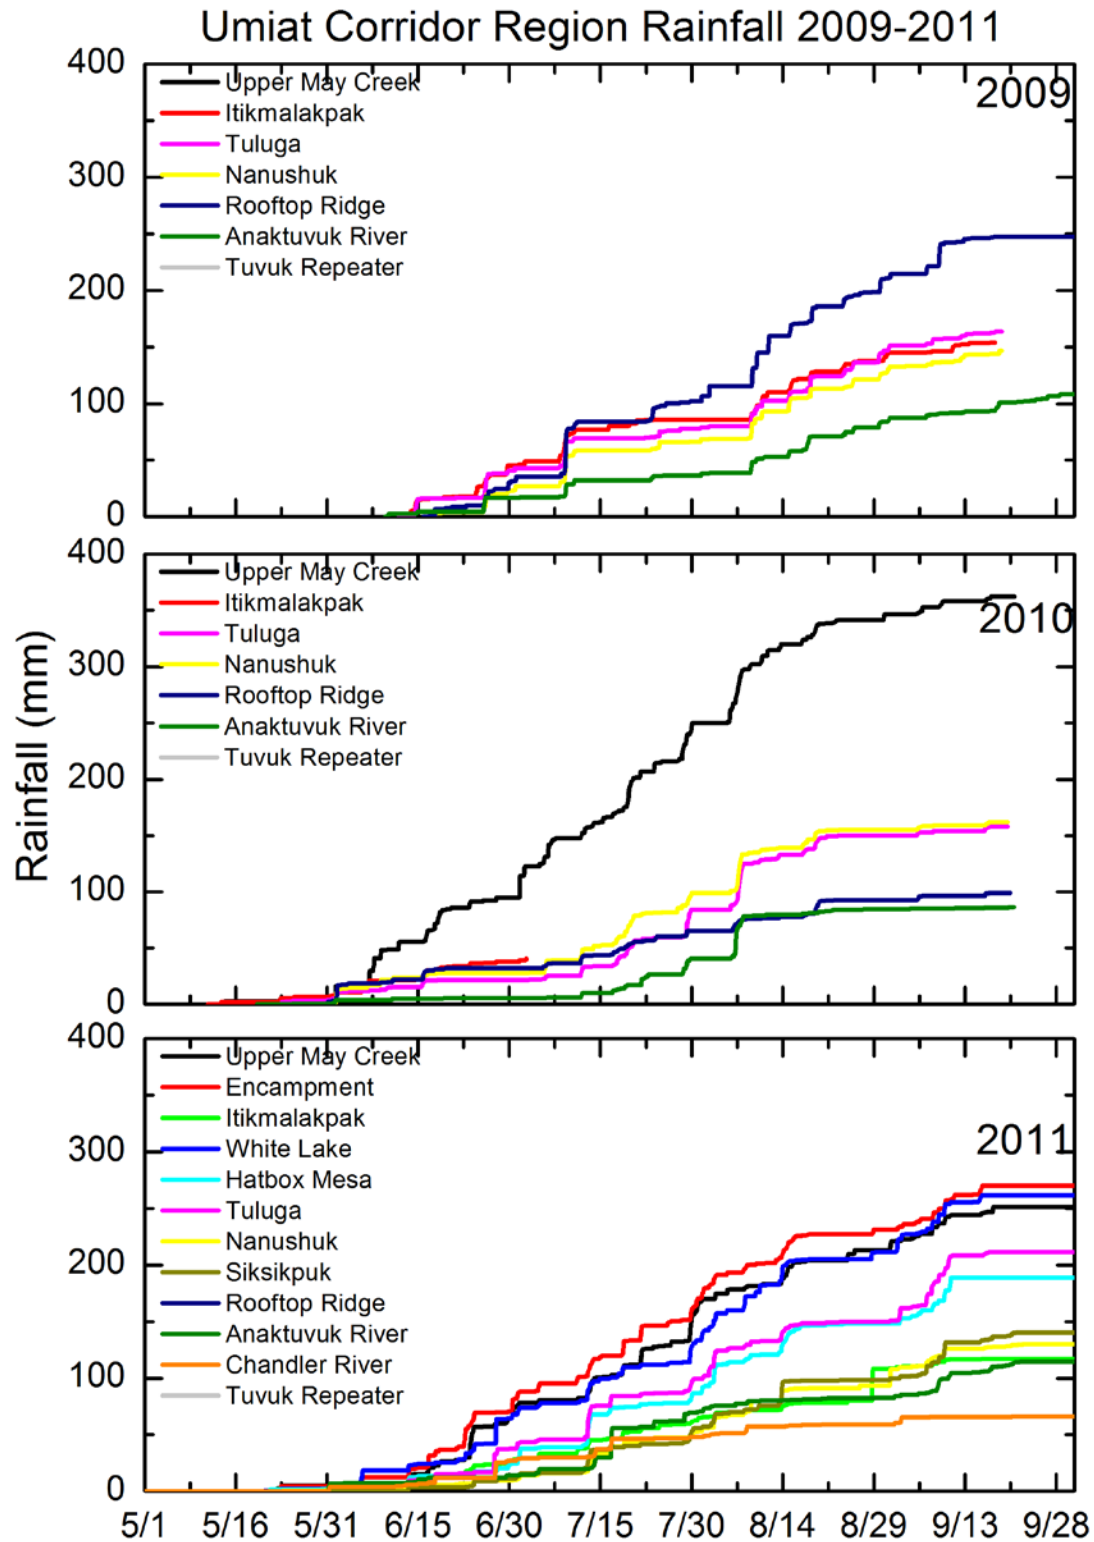 Umiat Corridor Region Rainfall 2009-2011
400
300
200
100
0
Upper May Creek
Itikmalakpak
Tuluga
Nanushuk
Rooftop Ridge
Anaktuvuk River
Tuvuk Repeater
2009
Rainfall (mm)
400
300
200
100
0
Upper May Creek
Itikmalakpak
Tuluga
Nanushuk
Rooftop Ridge
Anaktuvuk River
Tuvuk Repeater
2010
400
300
200
100
0
Upper May Creek
Encampment
Itikmalakpak
White Lake
Hatbox Mesa
Tuluga
Nanushuk
Siksikpuk
Rooftop Ridge
Anaktuvuk River
Chandler River
Tuvuk Repeater
2011
5/1 5/16 5/31 6/15 6/30 7/15 7/30 8/14 8/29 9/13 9/28